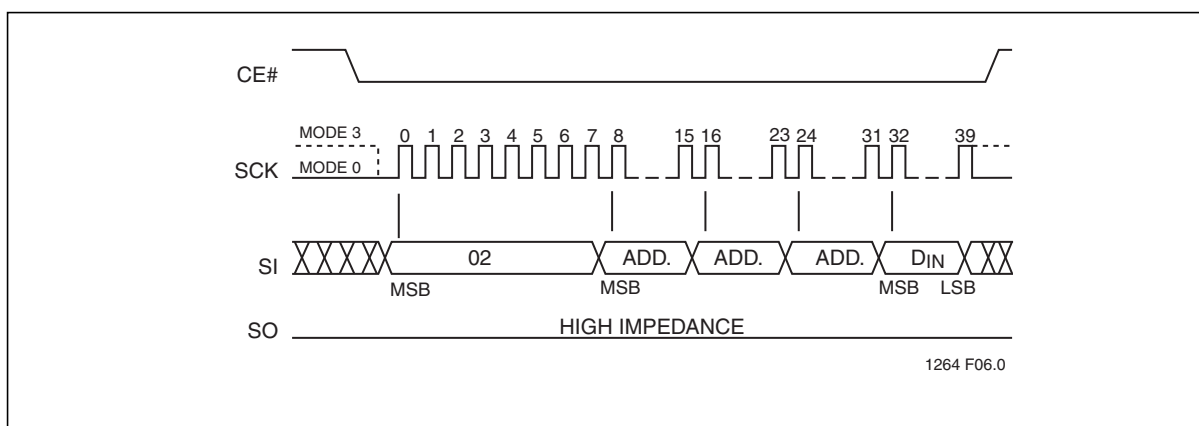 CE#
MODE 3
0 1 2 3 4 5 6 7 8 15 16 23 24 31 32 39
SCK
MODE 0
SI
02 ADD. ADD. ADD. DIN
MSB MSB MSB LSB
SO
HIGH IMPEDANCE
1264 F06.0